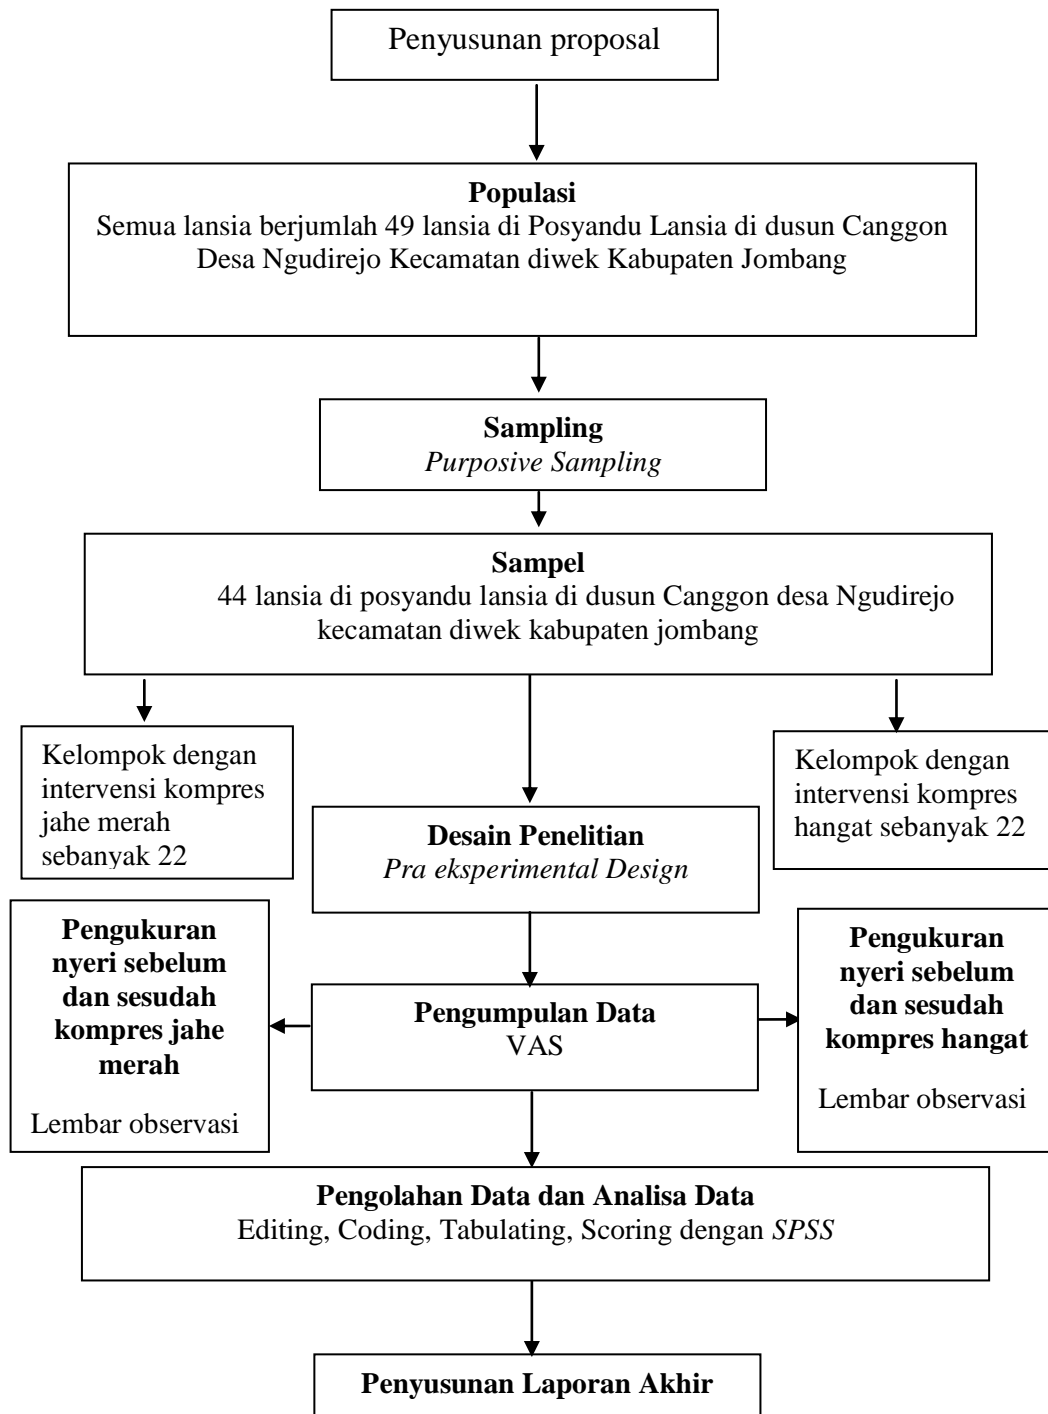 Penyusunan proposal
Populasi
Semua lansia berjumlah 49 lansia di Posyandu Lansia di dusun Canggon
Desa Ngudirejo Kecamatan diwek Kabupaten Jombang
Sampling
Purposive Sampling
Sampel
44 lansia di posyandu lansia di dusun Canggon desa Ngudirejo
kecamatan diwek kabupaten jombang
Kelompok dengan
intervensi kompres
jahe merah
sebanyak 22
Kelompok dengan
intervensi kompres
hangat sebanyak 22
Desain Penelitian
Pra eksperimental Design
Pengukuran
nyeri sebelum
dan sesudah
kompres jahe
merah
Lembar observasi
Pengumpulan Data
VAS
Pengukuran
nyeri sebelum
dan sesudah
kompres hangat
Lembar observasi
Pengolahan Data dan Analisa Data
Editing, Coding, Tabulating, Scoring dengan SPSS
Penyusunan Laporan Akhir